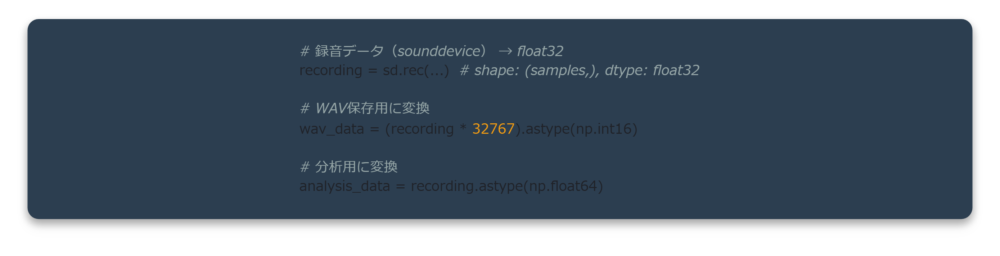 # 録音データ（sounddevice） → float32
recording = sd.rec(...)  # shape: (samples,), dtype: float32
# WAV保存用に変換
wav_data = (recording * 32767).astype(np.int16)
# 分析用に変換
analysis_data = recording.astype(np.float64)